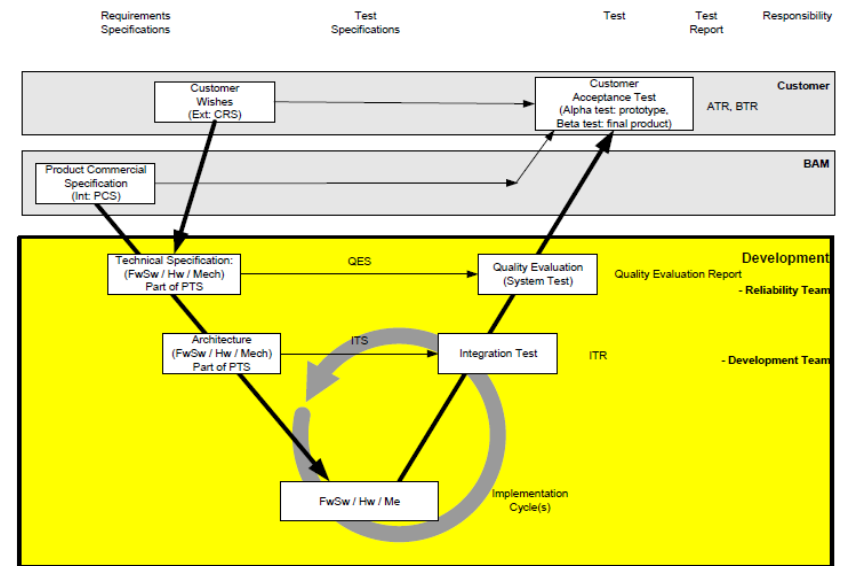 Requirements
Specifications
Test
Specifications
Test
Test
Report
Responsibility
Customer
Wishes
(Ext: CRS)
Customer
Acceptance Test
(Alpha test: prototype,
Beta test: final product)
ATR, BTR
Customer
Product Commercial
Specification
(Int: PCS)
BAM
Technical Specification:
(FwSw / Hw / Mech)
Part of PTS
QES
Quality Evaluation
(System Test)
Quality Evaluation Report
Development
- Reliability Team
Architecture
(FwSw / Hw / Mech)
Part of PTS
ITS
Integration Test
ITR
- Development Team
FwSw / Hw / Me
Implementation
Cycle(s)